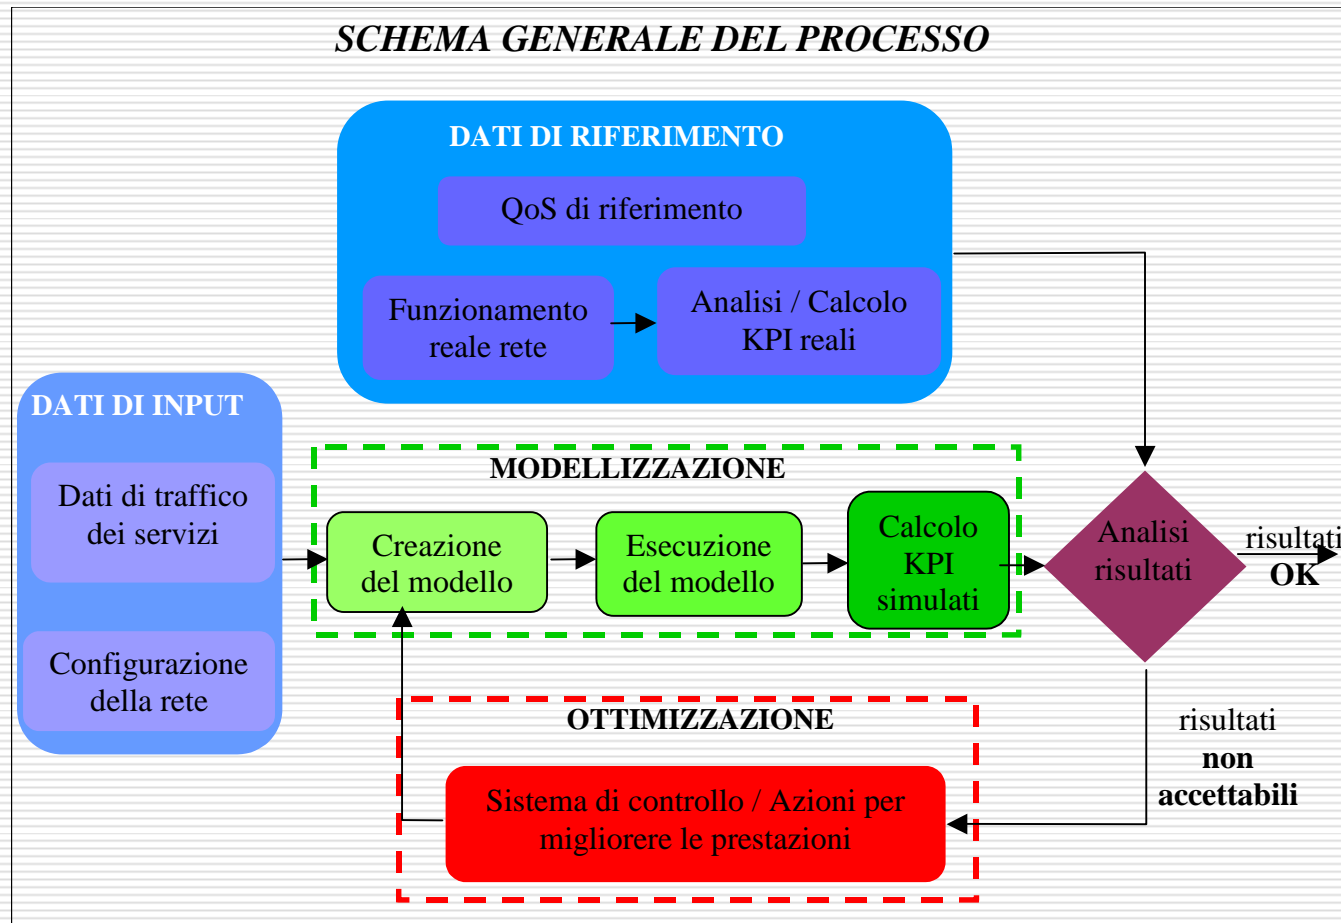 SCHEMA GENERALE DEL PROCESSO
DATI DI RIFERIMENTO
QoS di riferimento
Funzionamento
reale rete
Analisi / Calcolo
KPI reali
DATI DI INPUT
Dati di traffico
dei servizi
Configurazione
della rete
MODELLIZZAZIONE
Creazione
del modello
Esecuzione
del modello
Calcolo
KPI
simulati
Analisi
risultati
risultati
OK
risultati
non
accettabili
OTTIMIZZAZIONE
Sistema di controllo / Azioni per
migliorere le prestazioni